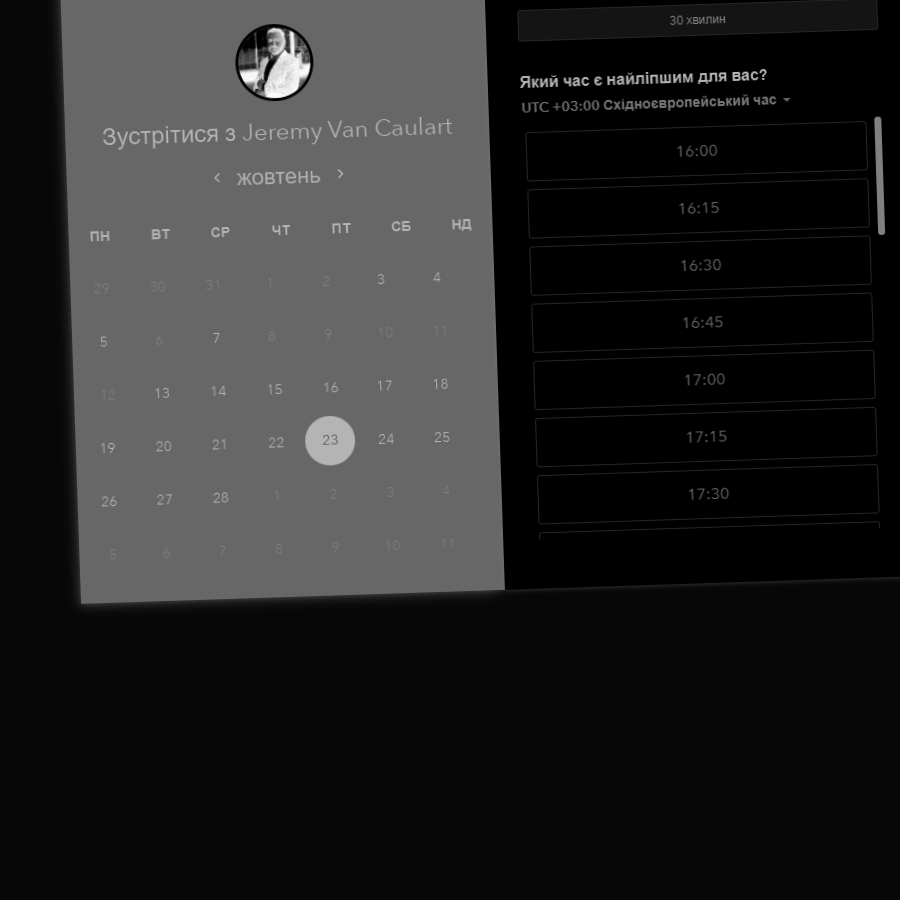 Зустрітися з Jeremy Van Caulart
‹ жовтень ›
ПН ВТ СР ЧТ ПТ СБ НД
29 30 31 1 2 3 4
5 6 7 8 9 10 11
12 13 14 15 16 17 18
19 20 21 22 23 24 25
26 27 28 1 2 3 4
5 6 7 8 9 10 11
30 хвилин
Який час є найліпшим для вас?
UTC +03:00 Східноєвропейський час
16:00
16:15
16:30
16:45
17:00
17:15
17:30